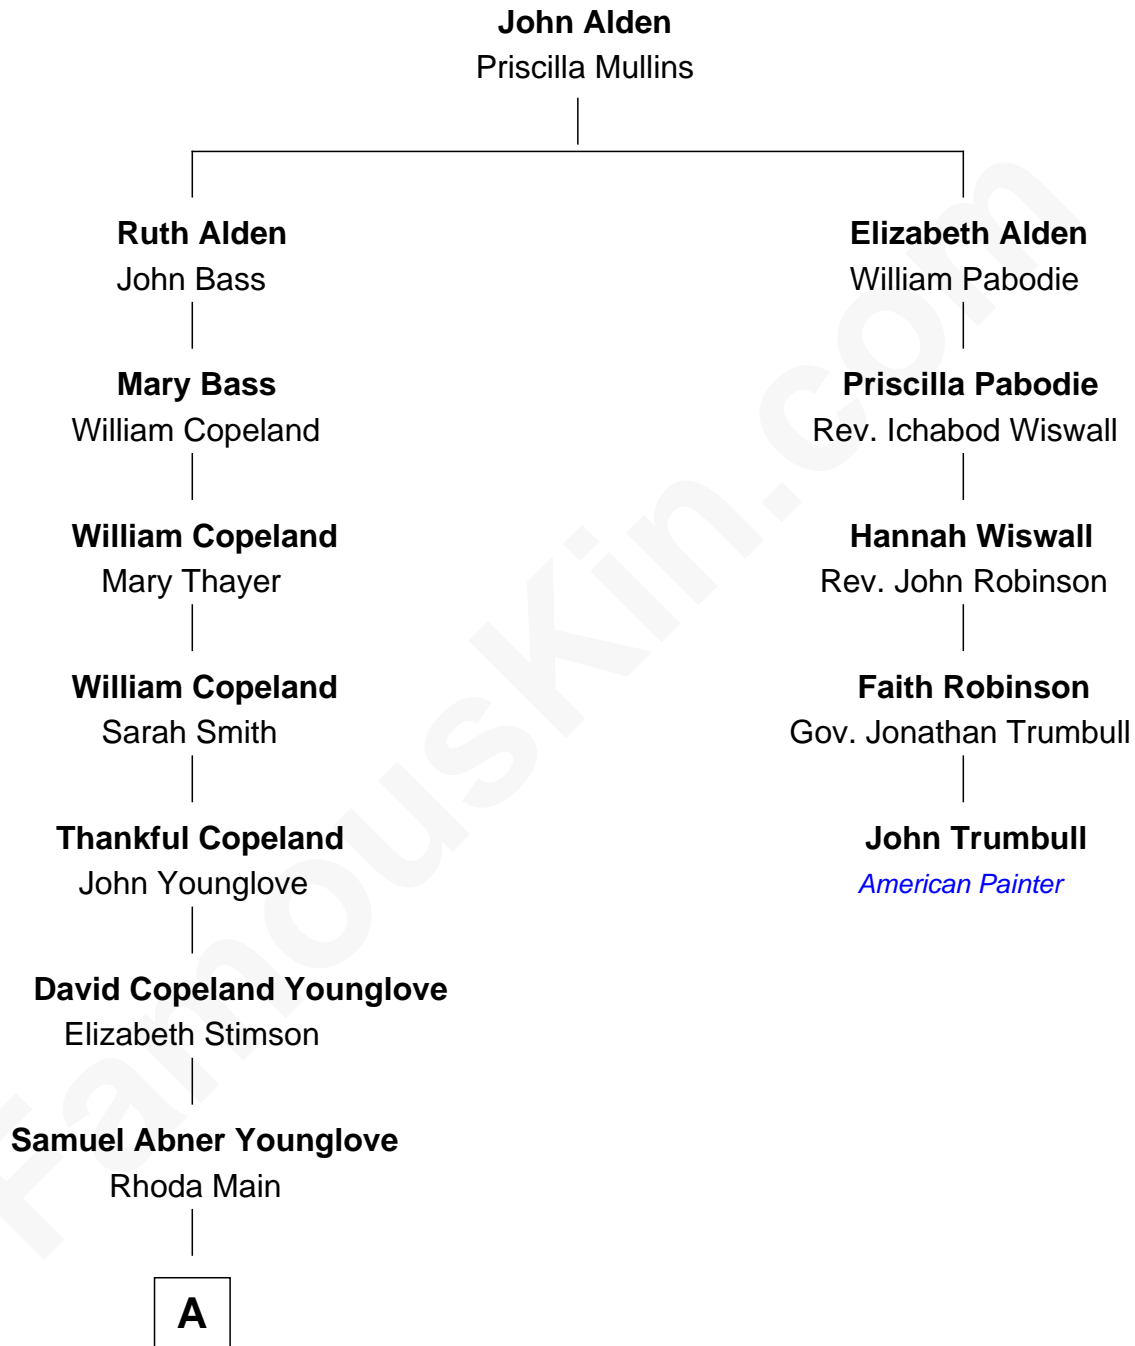 John Alden
Priscilla Mullins
Ruth Alden
John Bass
Elizabeth Alden
William Pabodie
Mary Bass
William Copeland
Priscilla Pabodie
Rev. Ichabod Wiswall
William Copeland
Mary Thayer
Hannah Wiswall
Rev. John Robinson
William Copeland
Sarah Smith
Faith Robinson
Gov. Jonathan Trumbull
Thankful Copeland
John Younglove
John Trumbull
American Painter
David Copeland Younglove
Elizabeth Stimson
Samuel Abner Younglove
Rhoda Main
A
FamousKin.com